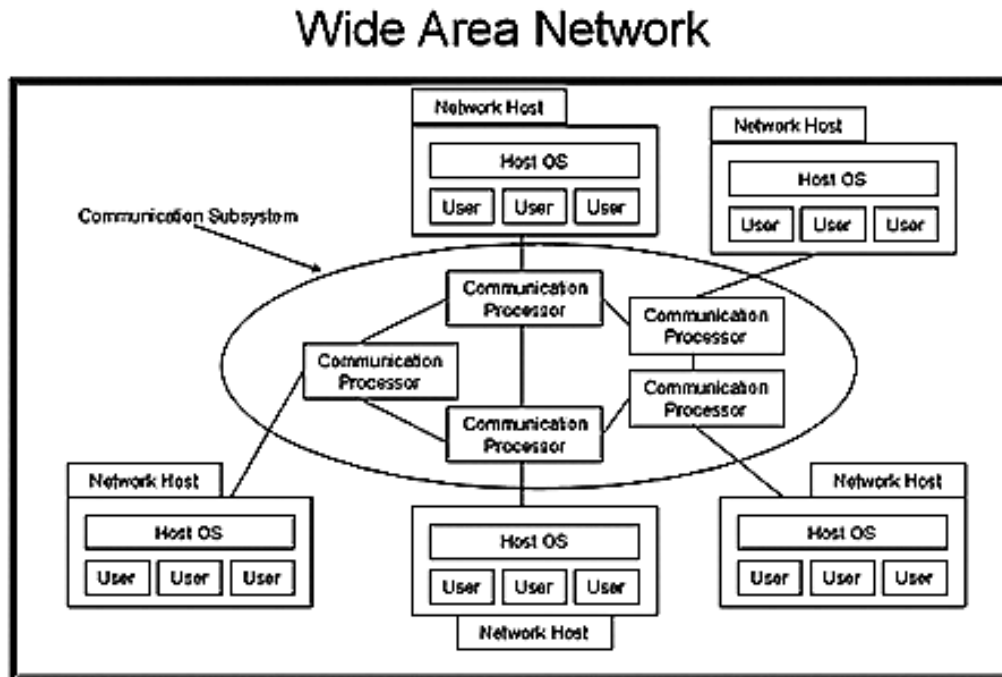 Wide Area Network
Network Host
Host OS
User User User
Network Host
Host OS
User User User
Communication Subsystem
Communication
Processor
Communication
Processor
Communication
Processor
Communication
Processor
Communication
Processor
Network Host
Host OS
User User User
Host OS
User User User
Network Host
Network Host
Host OS
User User User